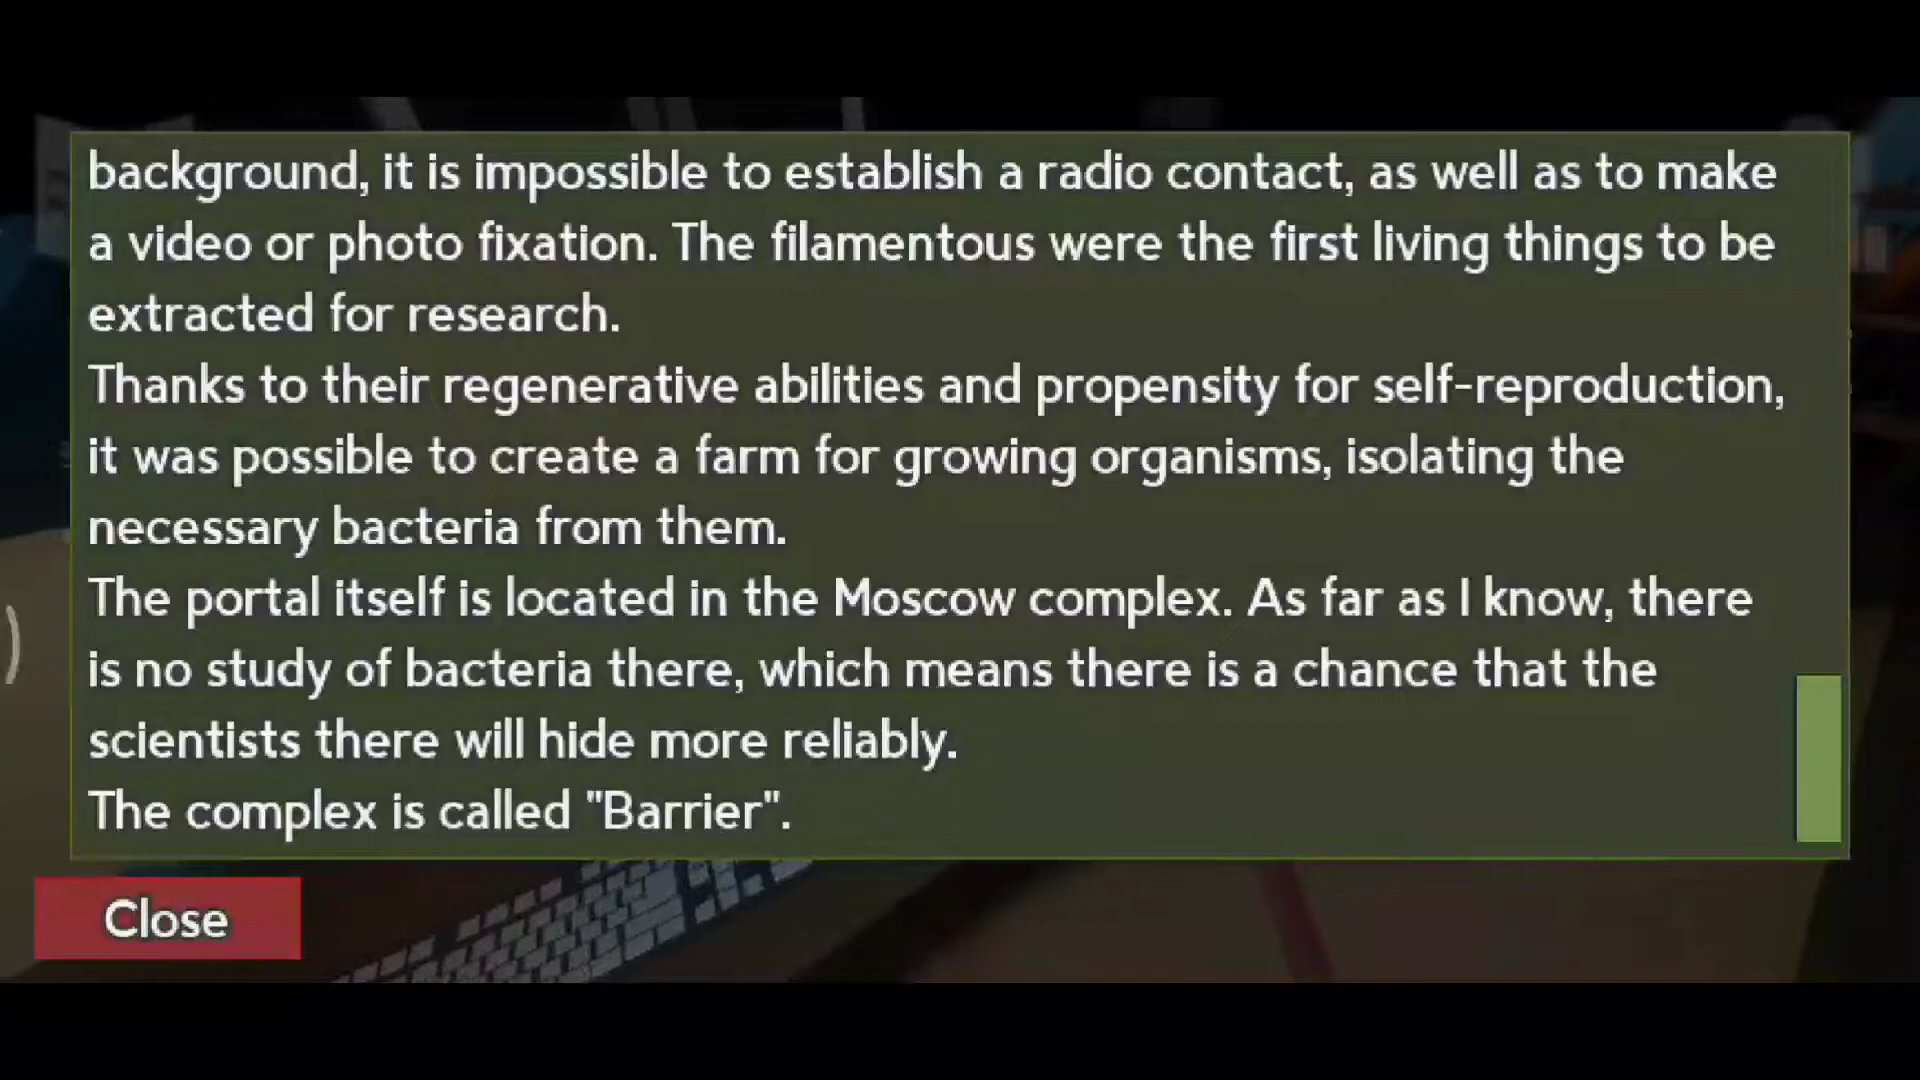 background, it is impossible to establish a radio contact, as well as to make
a video or photo fixation. The filamentous were the first living things to be
extracted for research.
Thanks to their regenerative abilities and propensity for self-reproduction,
it was possible to create a farm for growing organisms, isolating the
necessary bacteria from them.
The portal itself is located in the Moscow complex. As far as I know, there
is no study of bacteria there, which means there is a chance that the
scientists there will hide more reliably.
The complex is called "Barrier".
Close